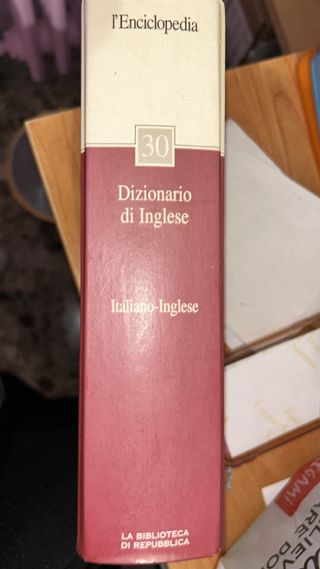 l'Enciclopedia
30
Dizionario
di Inglese
Italiano-Inglese
LA BIBLIOTECA
DI REPUBBLICA